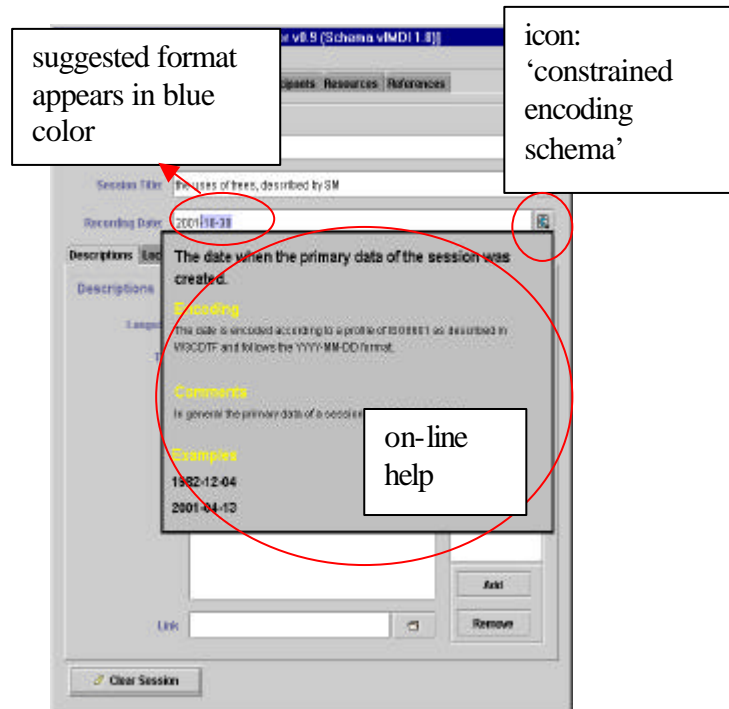 suggested format
appears in blue
color
icon:
‘constrained
encoding
schema’
v0.9 (Schema vIMDI 1.8)]
Resources References
Session Title the uses of trees, described by SM
Recording Date 2001-10-30
Descriptions
The date when the primary data of the session was
created.
Descriptions
Encoding
The date is encoded according to a profile of ISO8601 as described in
W3CDTF and follows the YYYY-MM-DD format.
Comments
In general the primary data of a session
on-line
help
Examples
1982-12-04
2001-04-13
Add
Link
Remove
Clear Session